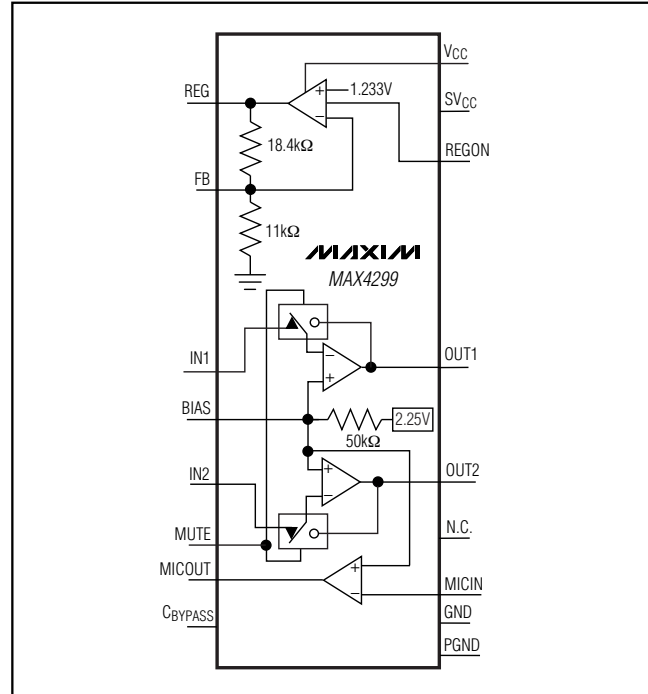 VCC
REG
1.233V
SVCC
18.4kΩ
REGON
FB
11kΩ
MAXIM
MAX4299
IN1
OUT1
BIAS
2.25V
50kΩ
IN2
OUT2
MUTE
N.C.
MICOUT
MICIN
CBYPASS
GND
PGND